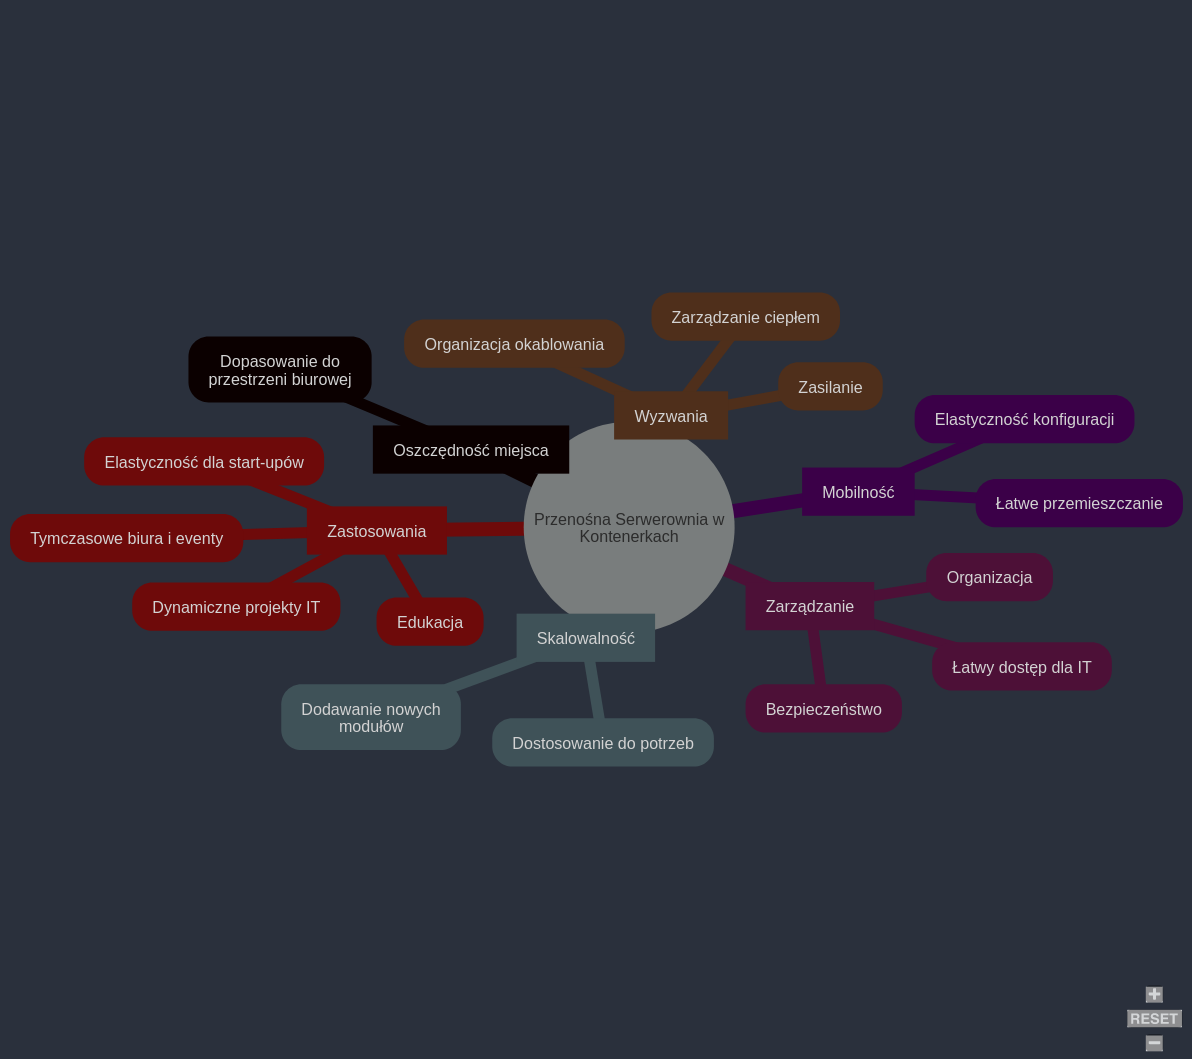 Przenośna Serwerownia w
Kontenerkach
Wyzwania
Organizacja okablowania
Zarządzanie ciepłem
Zasilanie
Mobilność
Elastyczność konfiguracji
Łatwe przemieszczanie
Zarządzanie
Organizacja
Łatwy dostęp dla IT
Bezpieczeństwo
Skalowalność
Dodawanie nowych
modułów
Dostosowanie do potrzeb
Zastosowania
Elastyczność dla start-upów
Tymczasowe biura i eventy
Dynamiczne projekty IT
Edukacja
Oszczędność miejsca
Dopasowanie do
przestrzeni biurowej
RESET